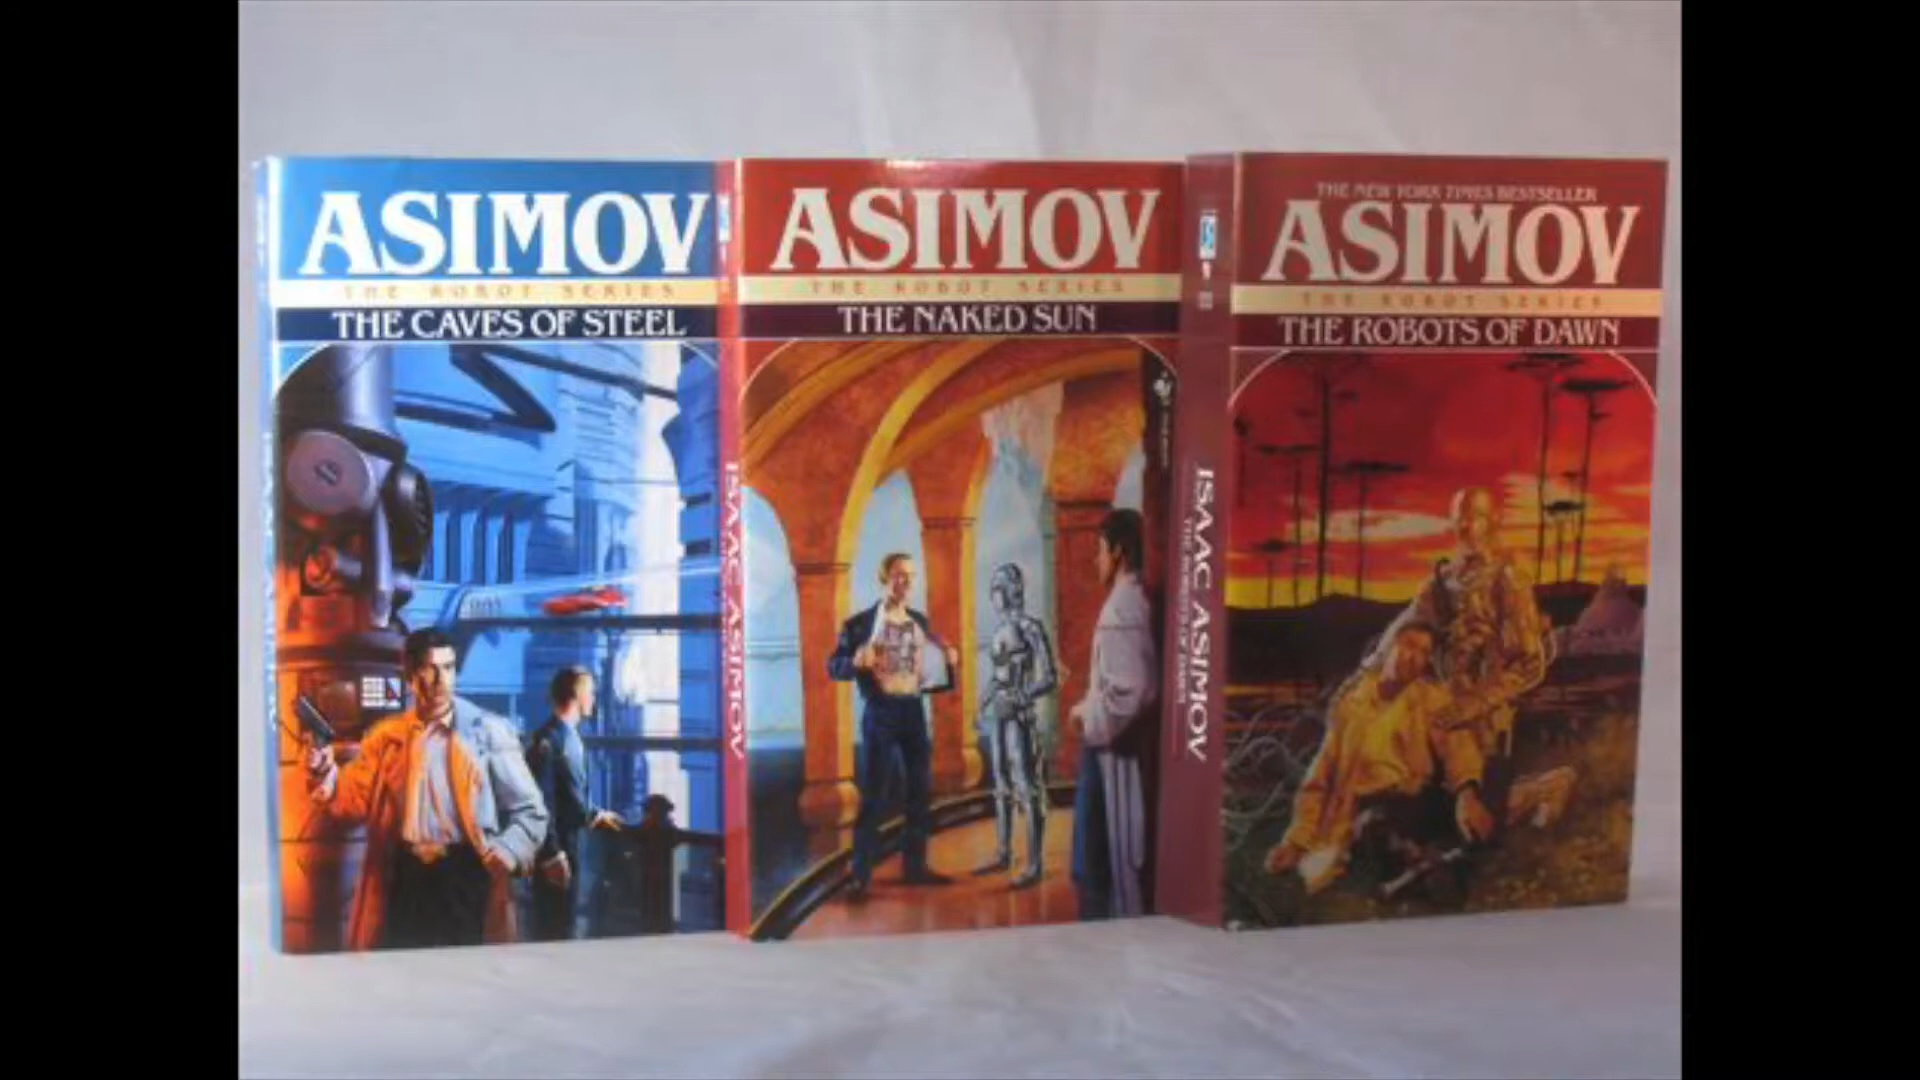 ASIMOV
THE ROBOT SERIES
THE CAVES OF STEEL
ASIMOV
THE ROBOT SERIES
THE NAKED SUN
ISAAC ASIMOV
THE NEW YORK TIMES BESTSELLER
ASIMOV
THE ROBOT SERIES
THE ROBOTS OF DAWN
ISAAC ASIMOV
THE ROBOTS OF DAWN